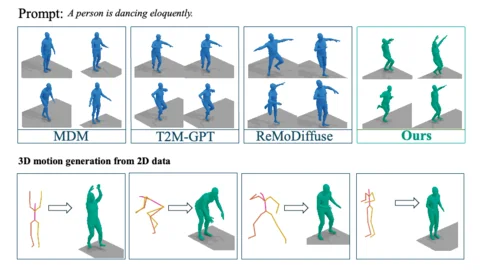 Prompt: A person is dancing eloquently.
MDM
T2M-GPT
ReMoDiffuse
Ours
3D motion generation from 2D data